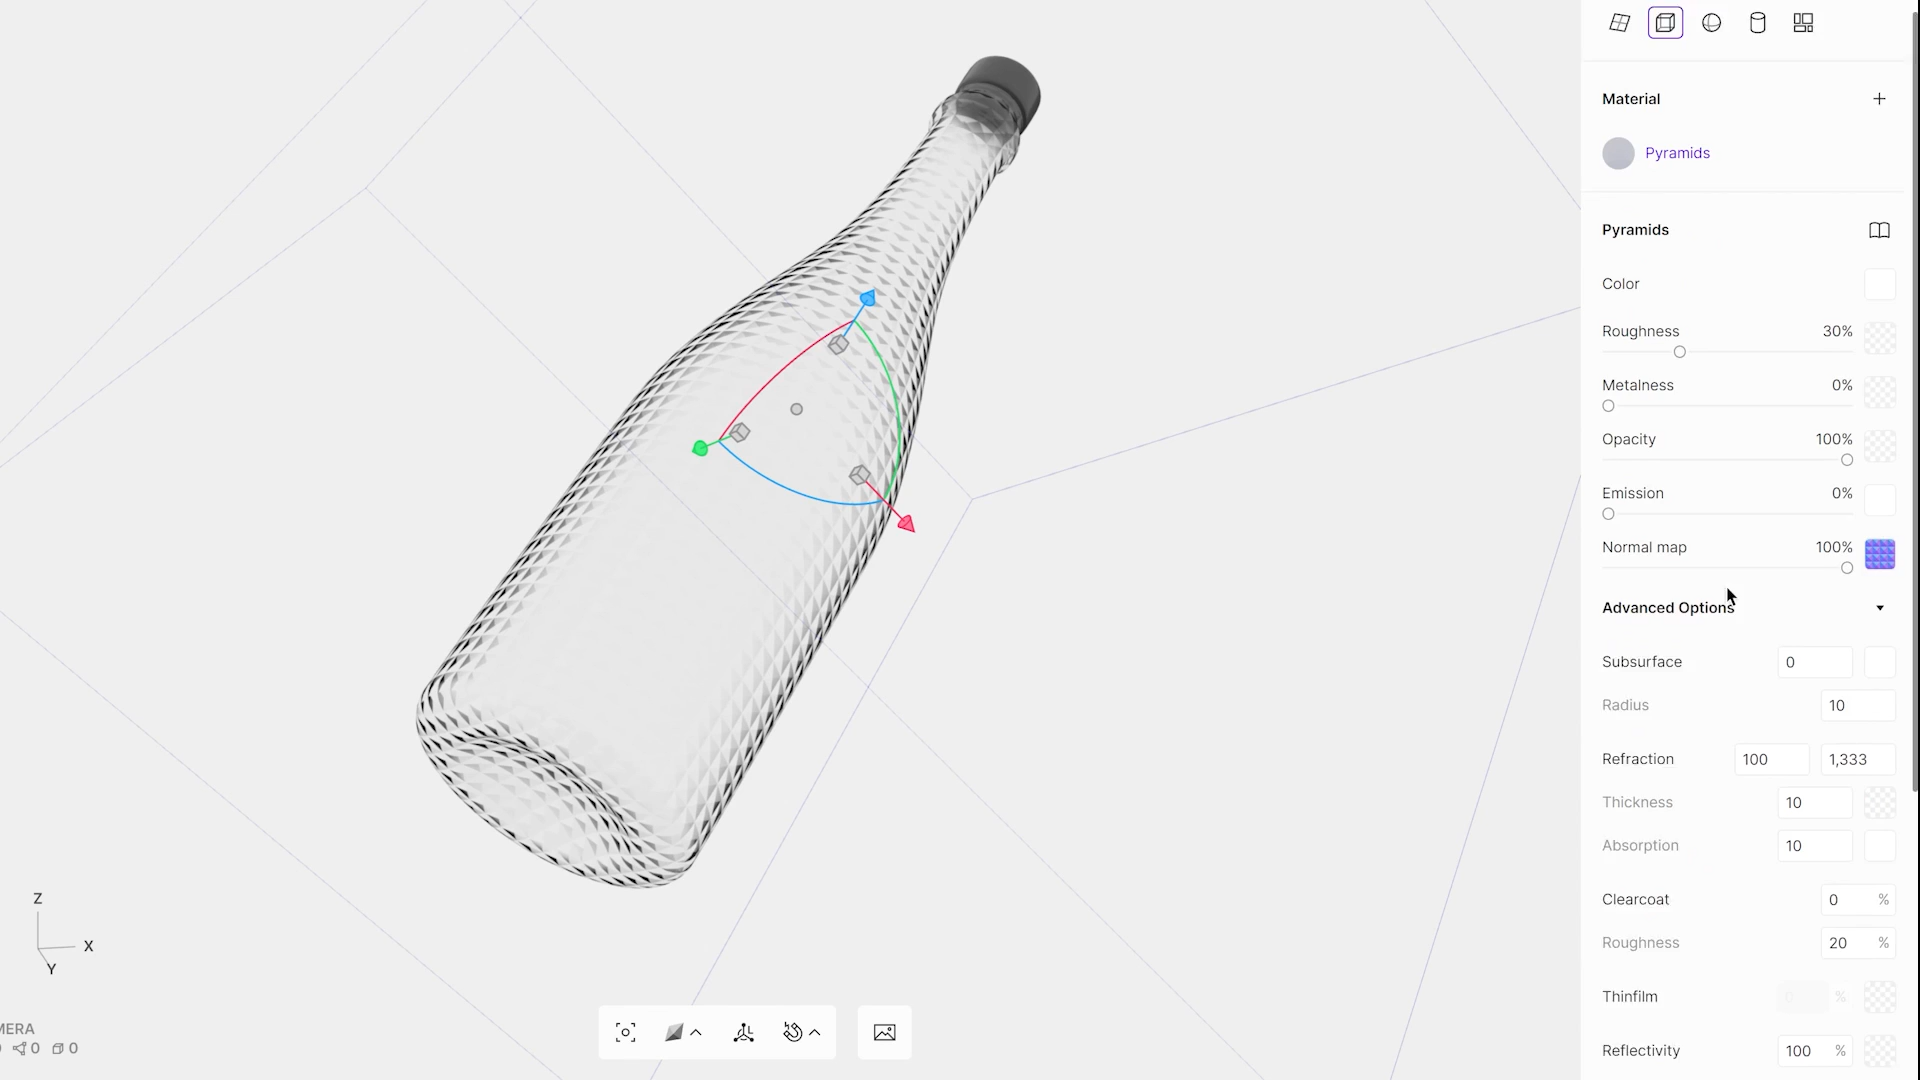 Material
Pyramids
Pyramids
Color
Roughness 30%
Metalness 0%
Opacity 100%
Emission 0%
Normal map 100%
Advanced Options
Subsurface 0
Radius 10
Refraction 100 1,333
Thickness 10
Absorption 10
Clearcoat 0 %
Roughness 20 %
Thinfilm 0 %
Reflectivity 100 %
Z
X
Y
MERA
0 0